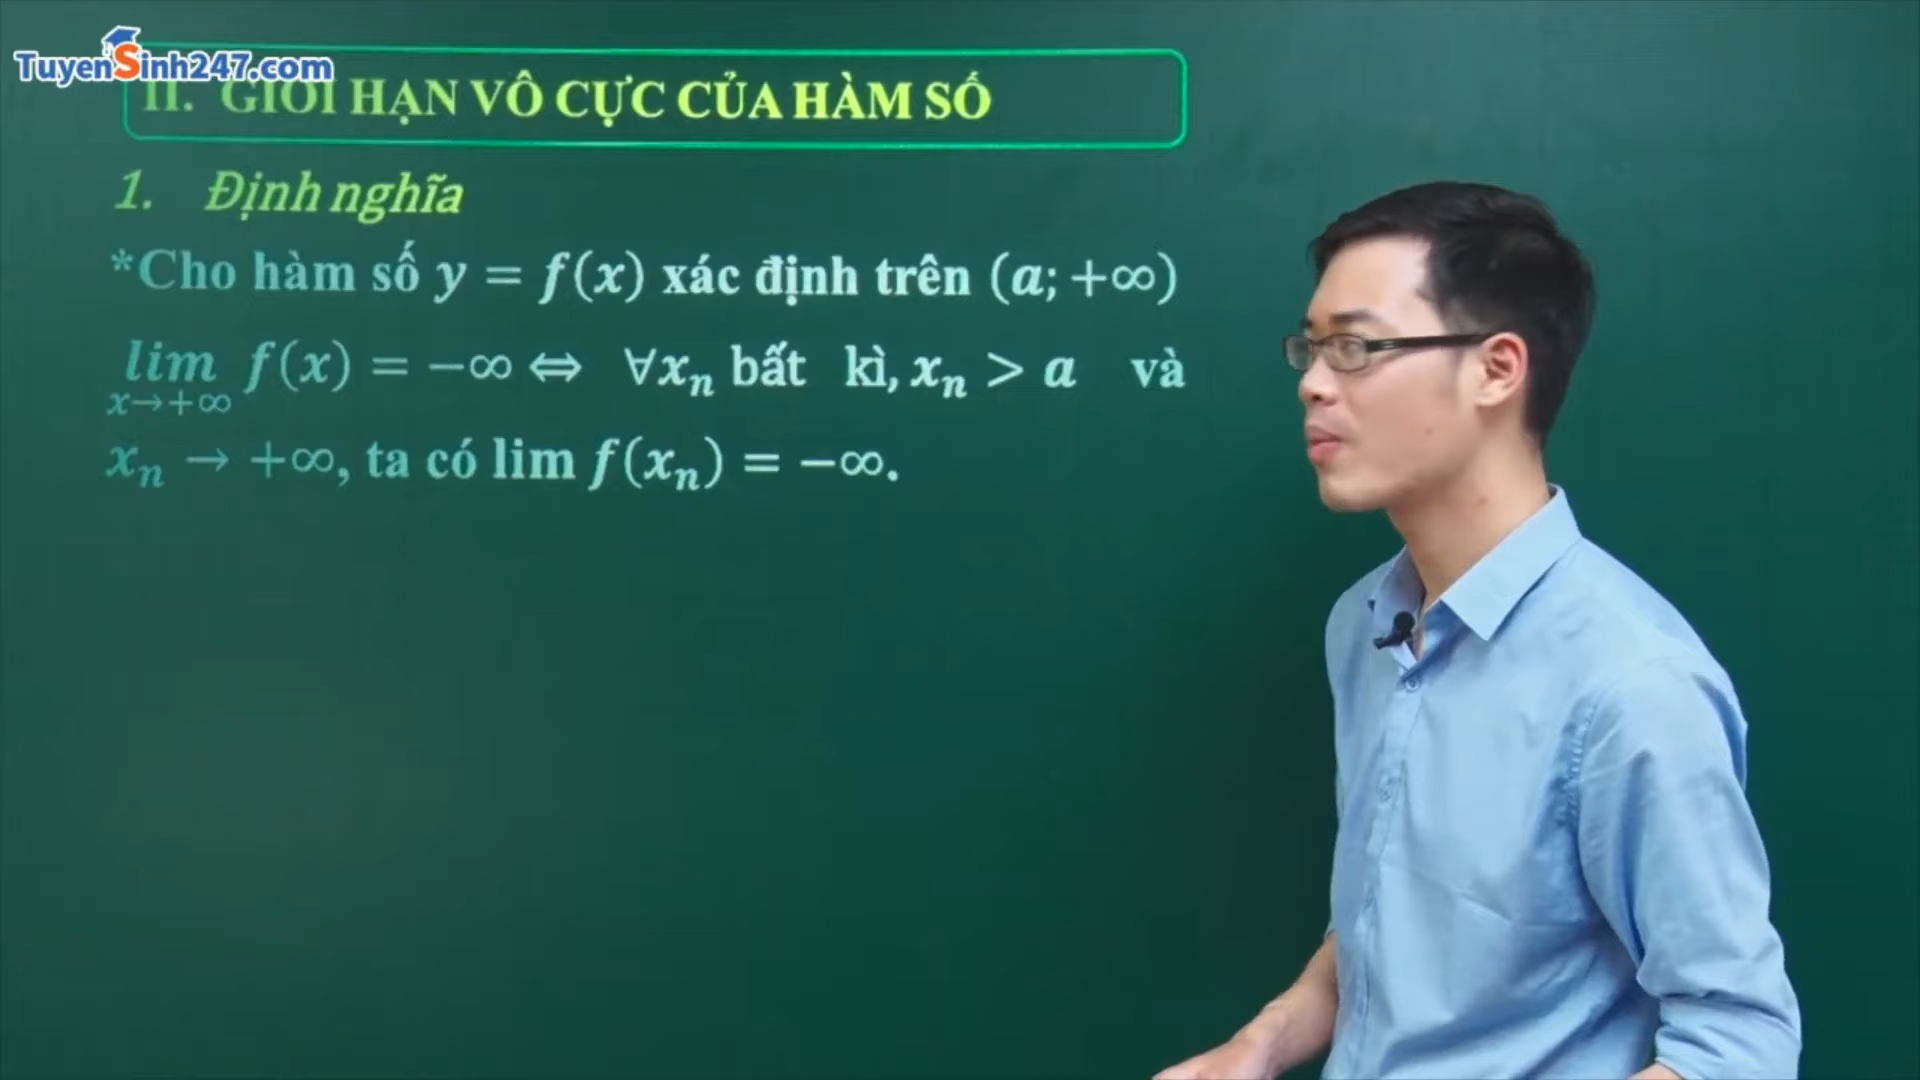 TuyenSinh247.com
II. GIỚI HẠN VÔ CỰC CỦA HÀM SỐ
1. Định nghĩa
*Cho hàm số y = f(x) xác định trên (a; +∞)
lim f(x) = −∞ ⇔ ∀xₙ bất kì, xₙ > a và
x→+∞
xₙ → +∞, ta có lim f(xₙ) = −∞.